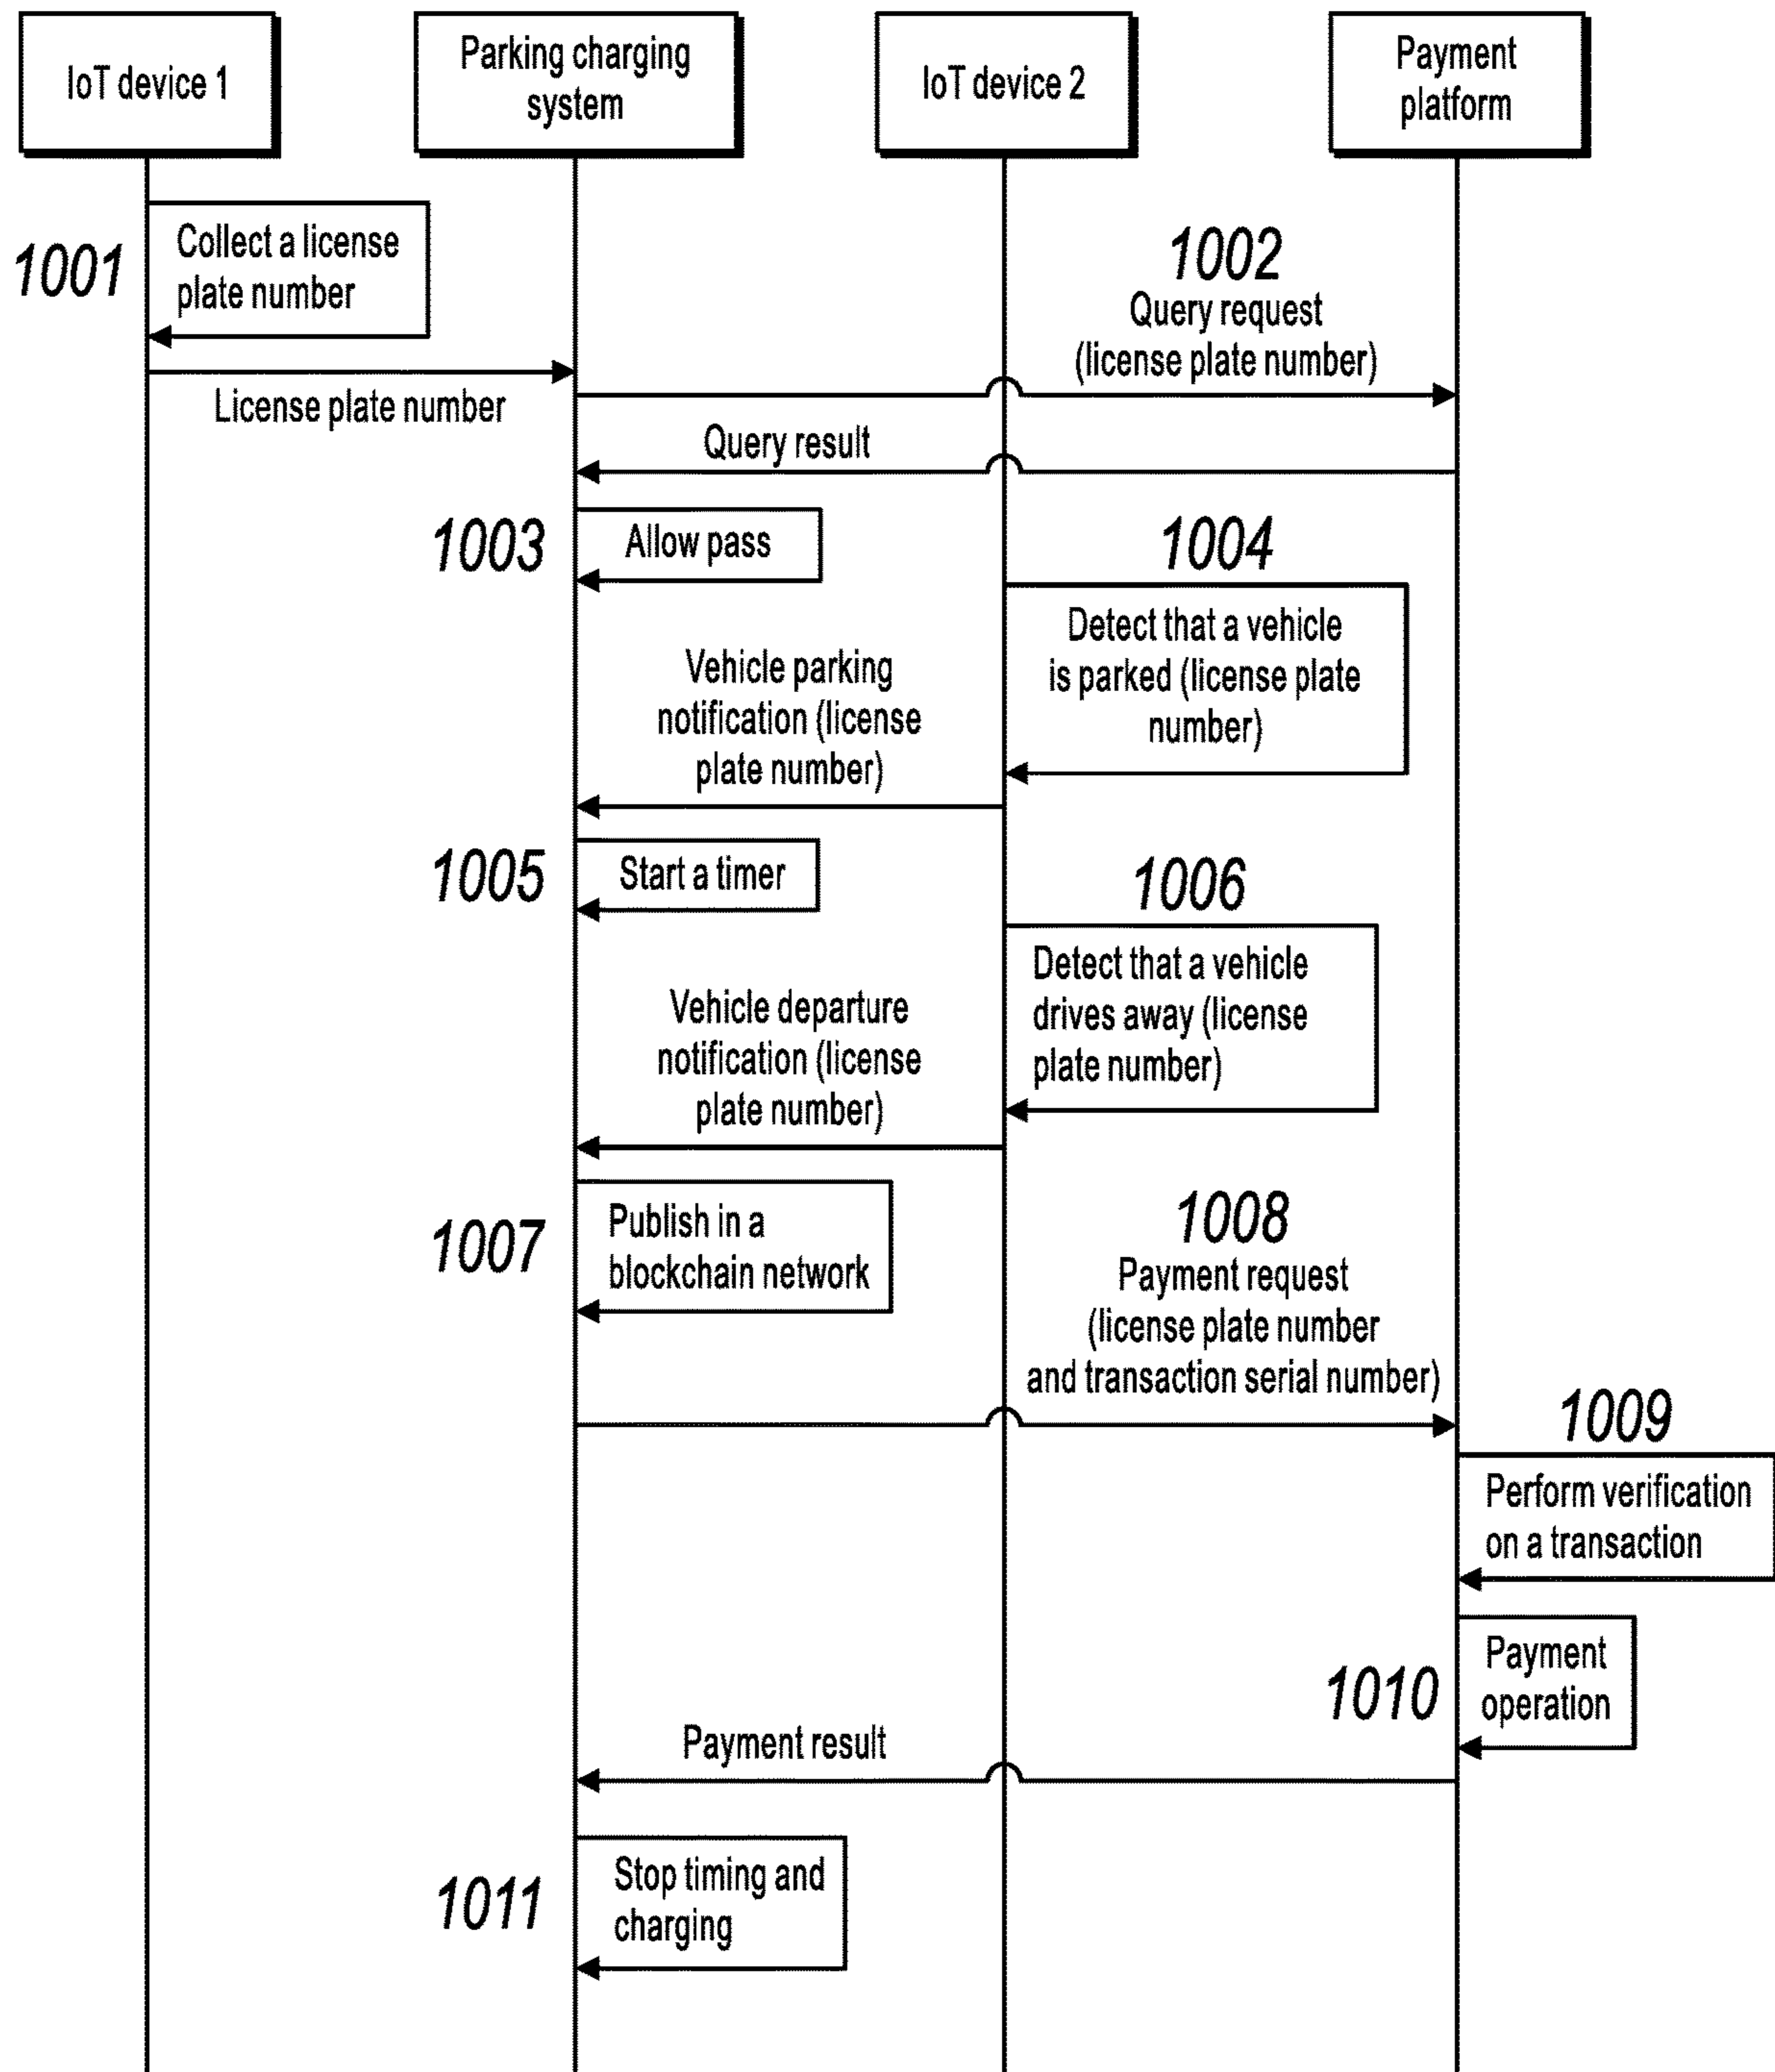 IoT device 1
Parking charging
system
IoT device 2
Payment
platform
1001
Collect a license
plate number
License plate number
1002
Query request
(license plate number)
Query result
1003
Allow pass
1004
Detect that a vehicle
is parked (license plate
number)
Vehicle parking
notification (license
plate number)
1005
Start a timer
1006
Detect that a vehicle
drives away (license
plate number)
Vehicle departure
notification (license
plate number)
1007
Publish in a
blockchain network
1008
Payment request
(license plate number
and transaction serial number)
1009
Perform verification
on a transaction
1010
Payment
operation
Payment result
1011
Stop timing and
charging